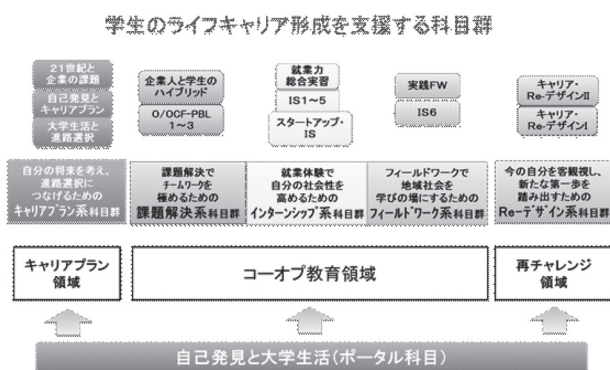 学生のライフキャリア形成を支援する科目群
21世紀と
企業の課題
自己発見と
キャリアプラン
大学生活と
進路選択
企業人と学生の
ハイブリッド
O/OCF-PBL
1～3
就業力
総合実習
IS1～5
スタートアップ・
IS
実践FW
IS6
キャリア・
Re-デザインII
キャリア・
Re-デザインI
自分の将来を考え、
進路選択に
つなげるための
キャリアプラン系科目群
課題解決で
チームワークを
極めるための
課題解決系科目群
就業体験で
自分の社会性を
高めるための
インターンシップ系科目群
フィールドワークで
地域社会を
学びの場にするための
フィールドワーク系科目群
今の自分を客観視し、
新たな第一歩を
踏み出すための
Re-デザイン系科目群
キャリアプラン
領域
コーオプ教育領域
再チャレンジ
領域
自己発見と大学生活(ポータル科目)